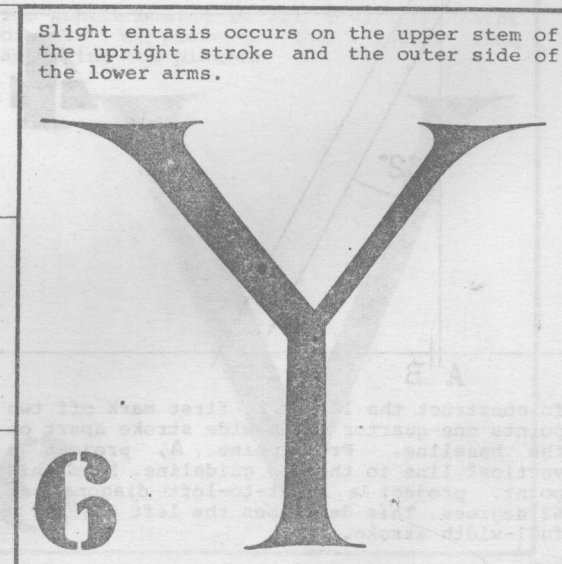 Slight entasis occurs on the upper stem of
the upright stroke and the outer side of
the lower arms.
Y
6